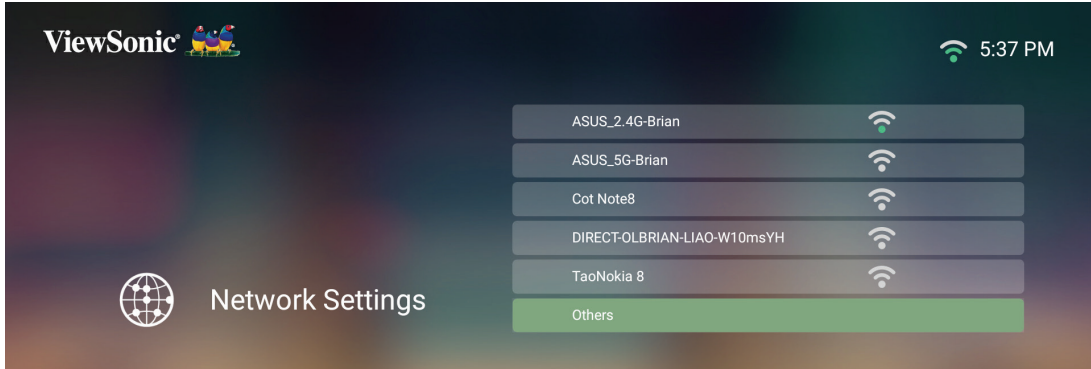 ViewSonic®
5:37 PM
ASUS_2.4G-Brian
ASUS_5G-Brian
Cot Note8
DIRECT-OLBRIAN-LIAO-W10msYH
TaoNokia 8
Network Settings
Others